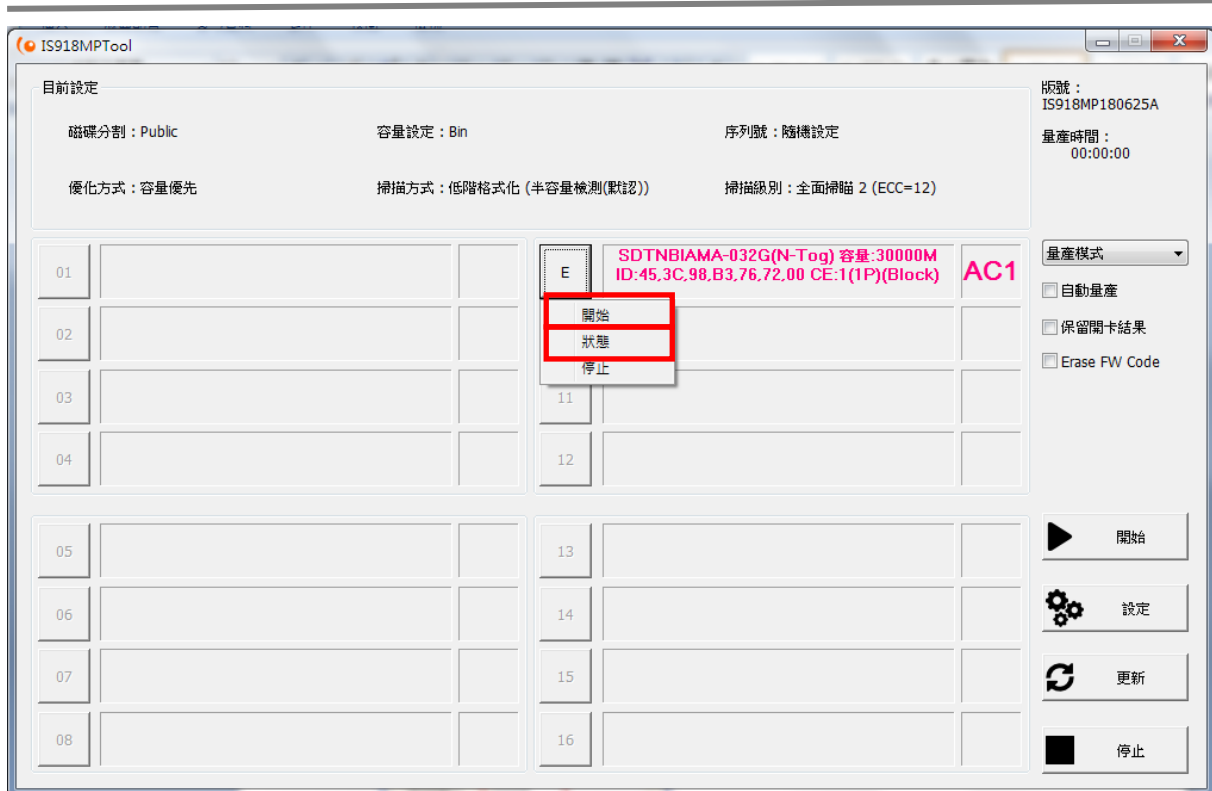 IS918MPTool
目前設定
磁碟分割：Public
容量設定：Bin
序列號：隨機設定
優化方式：容量優先
掃描方式：低階格式化 (半容量檢測(默認))
掃描級別：全面掃瞄 2 (ECC=12)
版號：
IS918MP180625A
量產時間：
00:00:00
01
02
03
04
E
SDTNBIAMA-032G(N-Tog) 容量:30000M
ID:45,3C,98,B3,76,72,00 CE:1(1P)(Block)
AC1
開始
狀態
停止
11
12
05
06
07
08
13
14
15
16
量產模式
自動量產
保留開卡結果
Erase FW Code
開始
設定
更新
停止